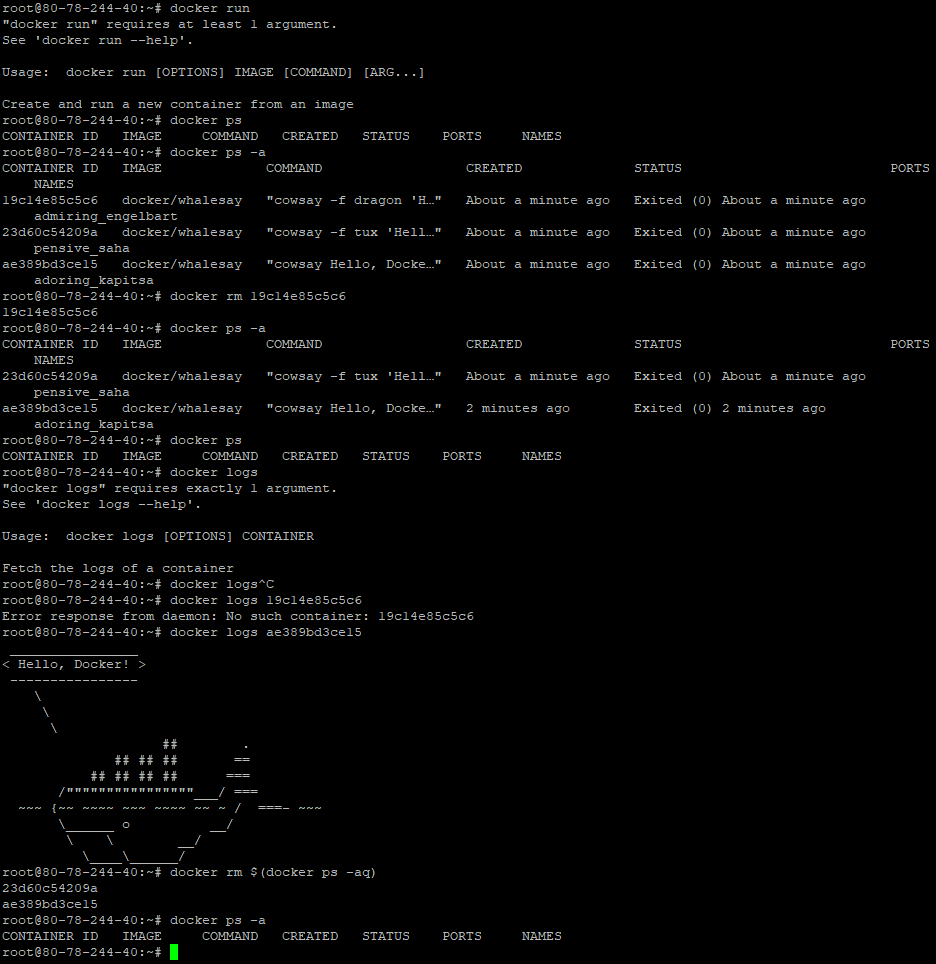 root@80-78-244-40:~# docker run
"docker run" requires at least 1 argument.
See 'docker run --help'.

Usage:  docker run [OPTIONS] IMAGE [COMMAND] [ARG...]

Create and run a new container from an image
root@80-78-244-40:~# docker ps
CONTAINER ID   IMAGE     COMMAND   CREATED   STATUS    PORTS     NAMES
root@80-78-244-40:~# docker ps -a
CONTAINER ID   IMAGE             COMMAND                  CREATED              STATUS                          PORTS
    NAMES
19c14e85c5c6   docker/whalesay   "cowsay -f dragon 'H…"   About a minute ago   Exited (0) About a minute ago
    admiring_engelbart
23d60c54209a   docker/whalesay   "cowsay -f tux 'Hell…"   About a minute ago   Exited (0) About a minute ago
    pensive_saha
ae389bd3ce15   docker/whalesay   "cowsay Hello, Docke…"   About a minute ago   Exited (0) About a minute ago
    adoring_kapitsa
root@80-78-244-40:~# docker rm 19c14e85c5c6
19c14e85c5c6
root@80-78-244-40:~# docker ps -a
CONTAINER ID   IMAGE             COMMAND                  CREATED              STATUS                          PORTS
    NAMES
23d60c54209a   docker/whalesay   "cowsay -f tux 'Hell…"   About a minute ago   Exited (0) About a minute ago
    pensive_saha
ae389bd3ce15   docker/whalesay   "cowsay Hello, Docke…"   2 minutes ago        Exited (0) 2 minutes ago
    adoring_kapitsa
root@80-78-244-40:~# docker ps
CONTAINER ID   IMAGE     COMMAND   CREATED   STATUS    PORTS     NAMES
root@80-78-244-40:~# docker logs
"docker logs" requires exactly 1 argument.
See 'docker logs --help'.

Usage:  docker logs [OPTIONS] CONTAINER

Fetch the logs of a container
root@80-78-244-40:~# docker logs^C
root@80-78-244-40:~# docker logs 19c14e85c5c6
Error response from daemon: No such container: 19c14e85c5c6
root@80-78-244-40:~# docker logs ae389bd3ce15
 ________________
< Hello, Docker! >
 ----------------
    \
     \
      \
                    ##         .
              ## ## ##       ==
           ## ## ## ##      ===
       /""""""""""""""""___/ ===
  ~~~ {~~ ~~~~ ~~~ ~~~~ ~~ ~ /  ===- ~~~
       \______ o          __/
        \    \        __/
          \____\______/
root@80-78-244-40:~# docker rm $(docker ps -aq)
23d60c54209a
ae389bd3ce15
root@80-78-244-40:~# docker ps -a
CONTAINER ID   IMAGE     COMMAND   CREATED   STATUS    PORTS     NAMES
root@80-78-244-40:~#